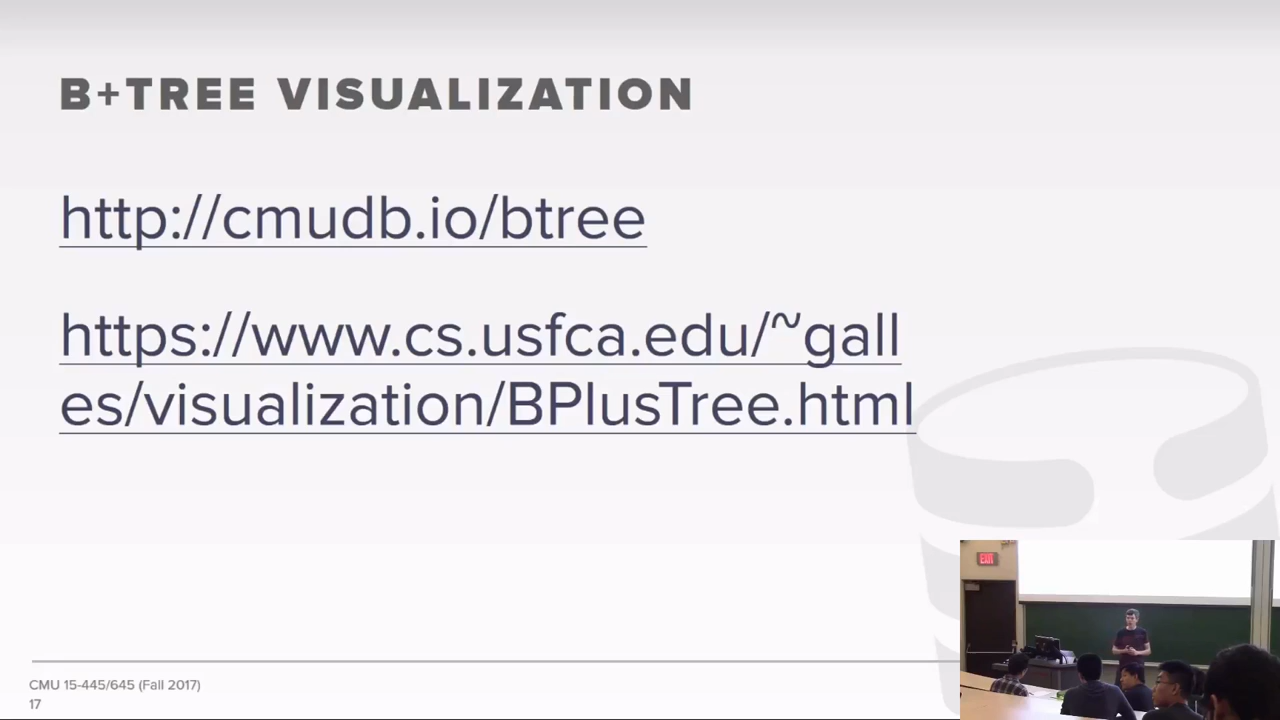 B+TREE VISUALIZATION
http://cmudb.io/btree
https://www.cs.usfca.edu/~gall
es/visualization/BPlusTree.html
EXIT
CMU 15-445/645 (Fall 2017)
17